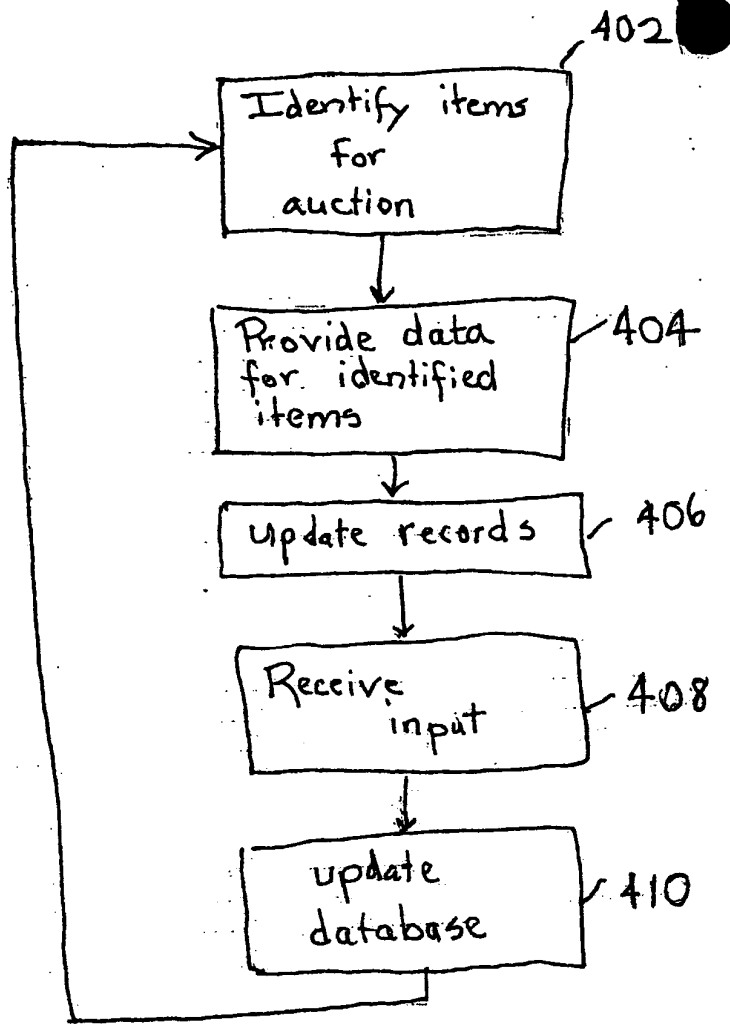 402
Identify items
for
auction
404
Provide data
for identified
items
406
update records
408
Receive
input
410
update
database